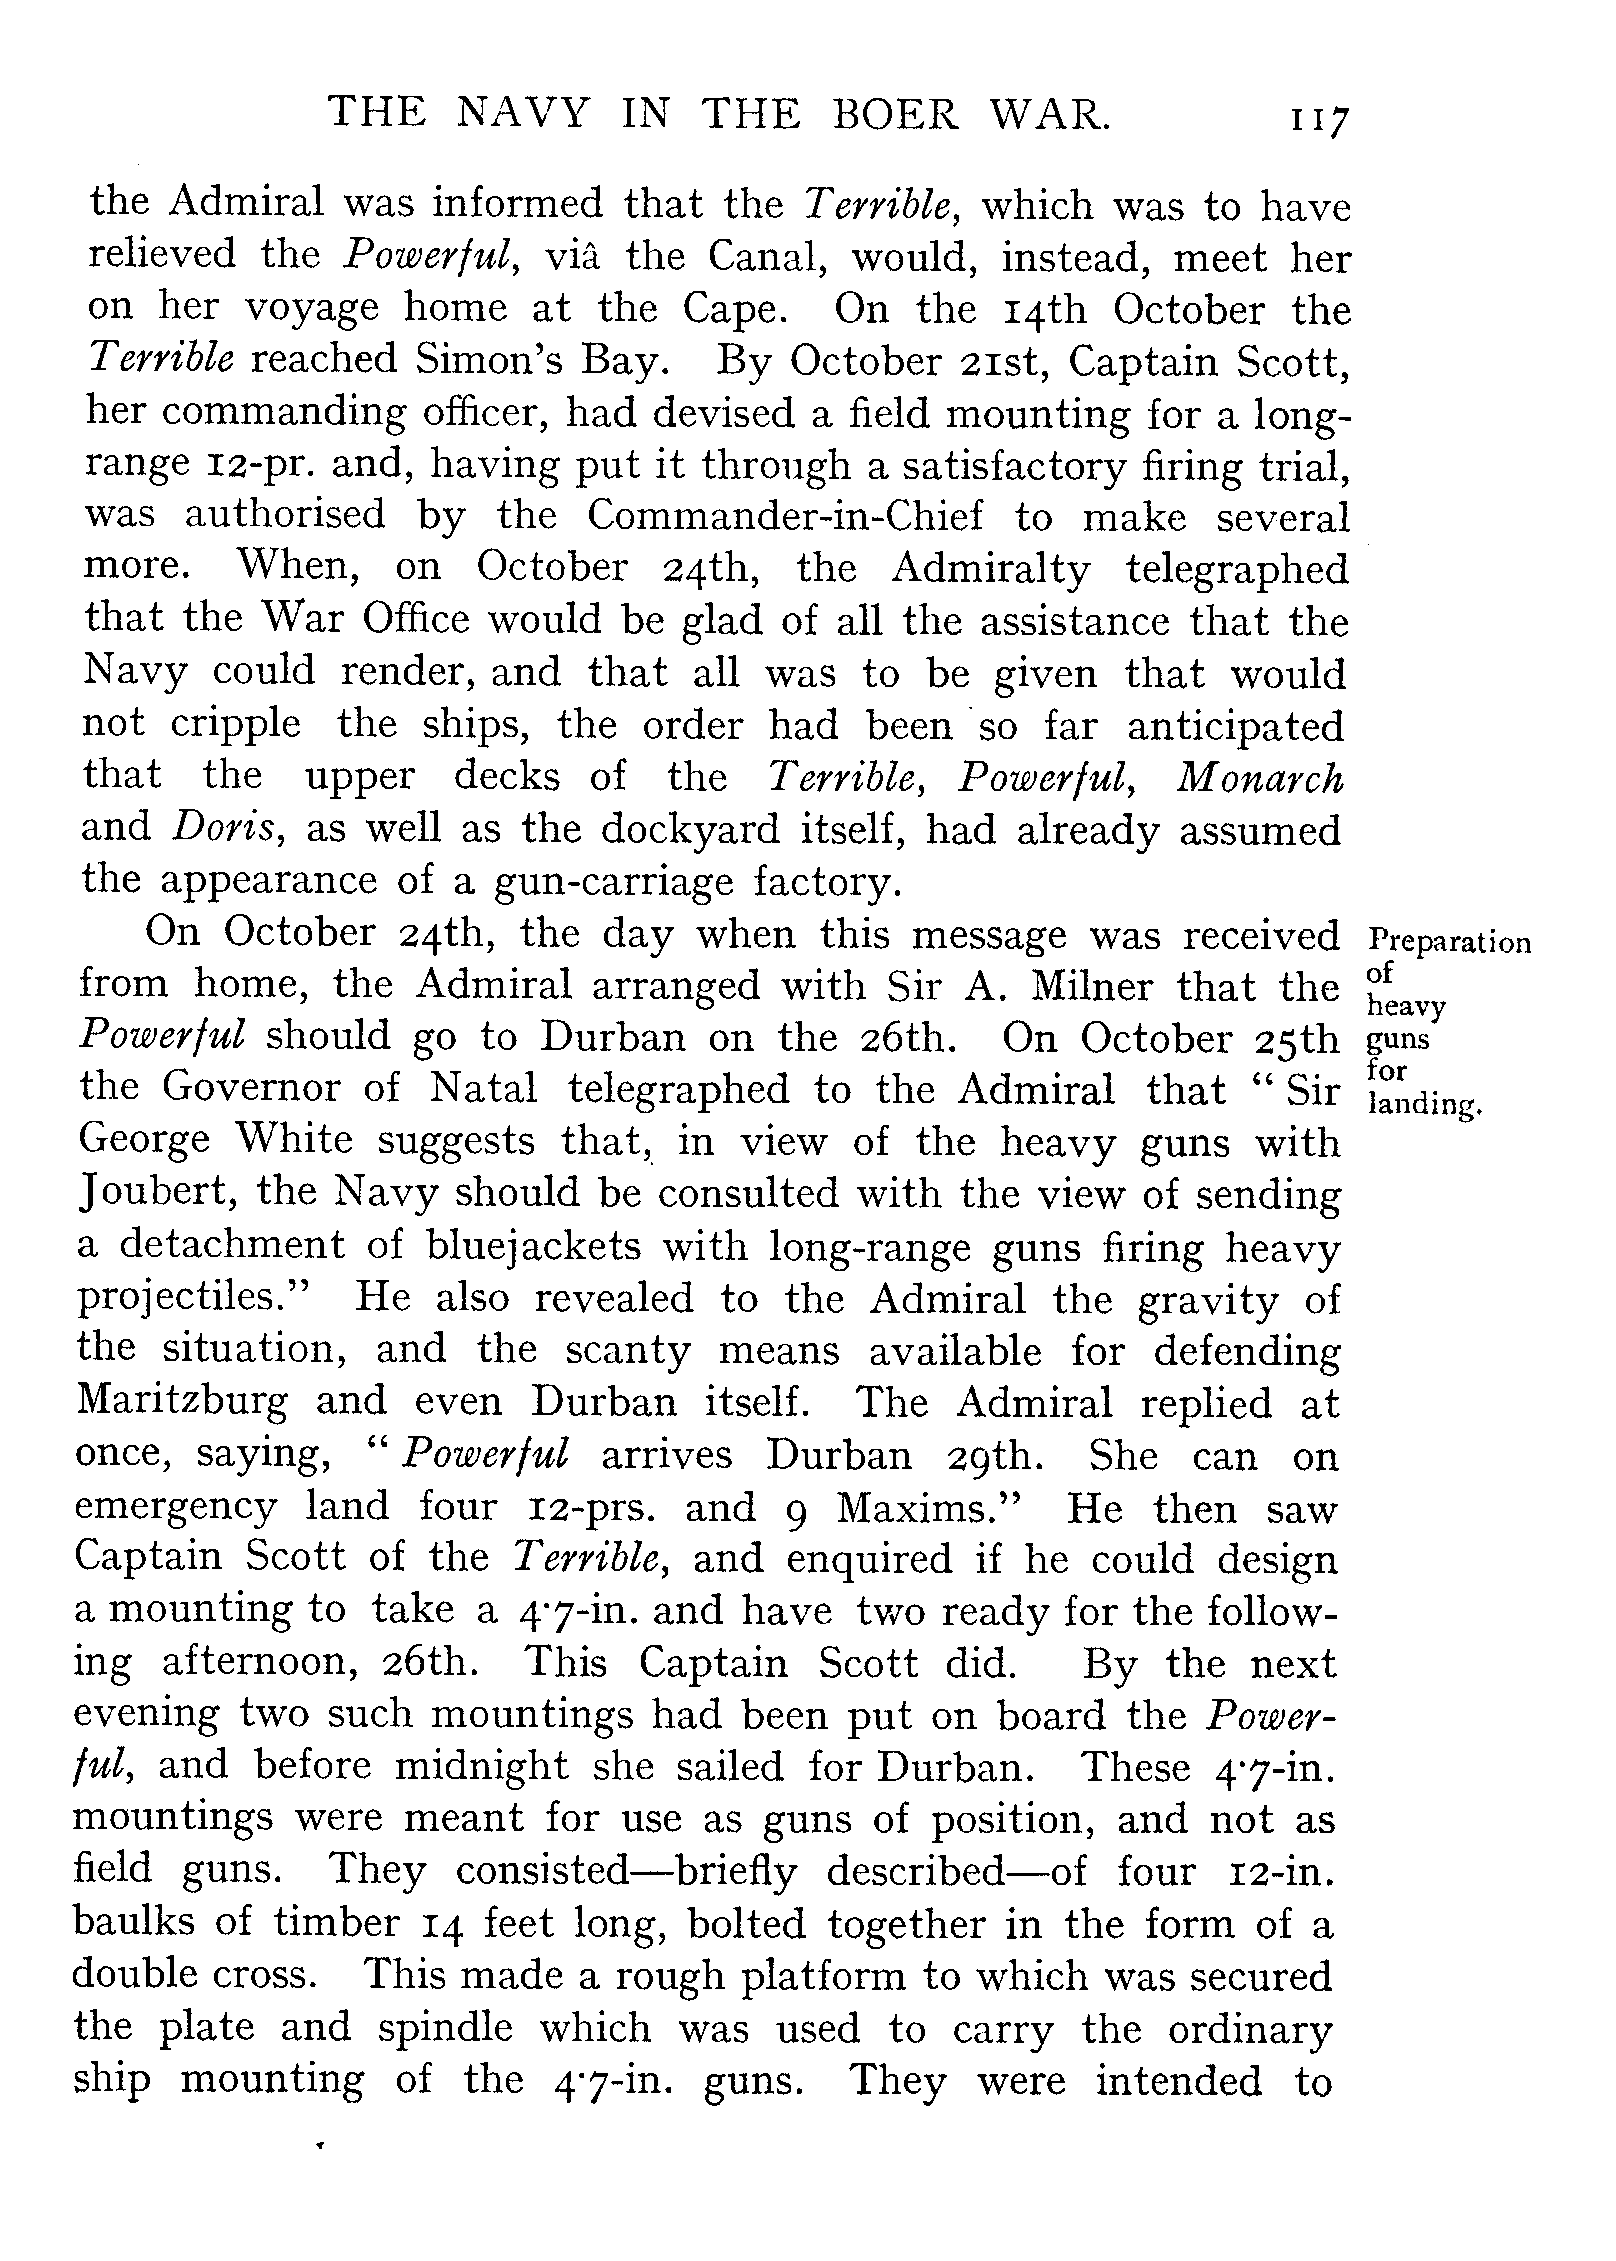 THE NAVY IN THE BOER WAR. 117
the Admiral was informed that the Terrible, which was to have
relieved the Powerful, viâ the Canal, would, instead, meet her
on her voyage home at the Cape. On the 14th October the
Terrible reached Simon's Bay. By October 21st, Captain Scott,
her commanding officer, had devised a field mounting for a long-
range 12-pr. and, having put it through a satisfactory firing trial,
was authorised by the Commander-in-Chief to make several
more. When, on October 24th, the Admiralty telegraphed
that the War Office would be glad of all the assistance that the
Navy could render, and that all was to be given that would
not cripple the ships, the order had been so far anticipated
that the upper decks of the Terrible, Powerful, Monarch
and Doris, as well as the dockyard itself, had already assumed
the appearance of a gun-carriage factory.
On October 24th, the day when this message was received
from home, the Admiral arranged with Sir A. Milner that the
Powerful should go to Durban on the 26th. On October 25th
the Governor of Natal telegraphed to the Admiral that “ Sir
George White suggests that, in view of the heavy guns with
Joubert, the Navy should be consulted with the view of sending
a detachment of bluejackets with long-range guns firing heavy
projectiles.” He also revealed to the Admiral the gravity of
the situation, and the scanty means available for defending
Maritzburg and even Durban itself. The Admiral replied at
once, saying, “ Powerful arrives Durban 29th. She can on
emergency land four 12-prs. and 9 Maxims.” He then saw
Captain Scott of the Terrible, and enquired if he could design
a mounting to take a 4·7-in. and have two ready for the follow-
ing afternoon, 26th. This Captain Scott did. By the next
evening two such mountings had been put on board the Power-
ful, and before midnight she sailed for Durban. These 4·7-in.
mountings were meant for use as guns of position, and not as
field guns. They consisted—briefly described—of four 12-in.
baulks of timber 14 feet long, bolted together in the form of a
double cross. This made a rough platform to which was secured
the plate and spindle which was used to carry the ordinary
ship mounting of the 4·7-in. guns. They were intended to
Preparation
of
heavy
guns
for
landing.